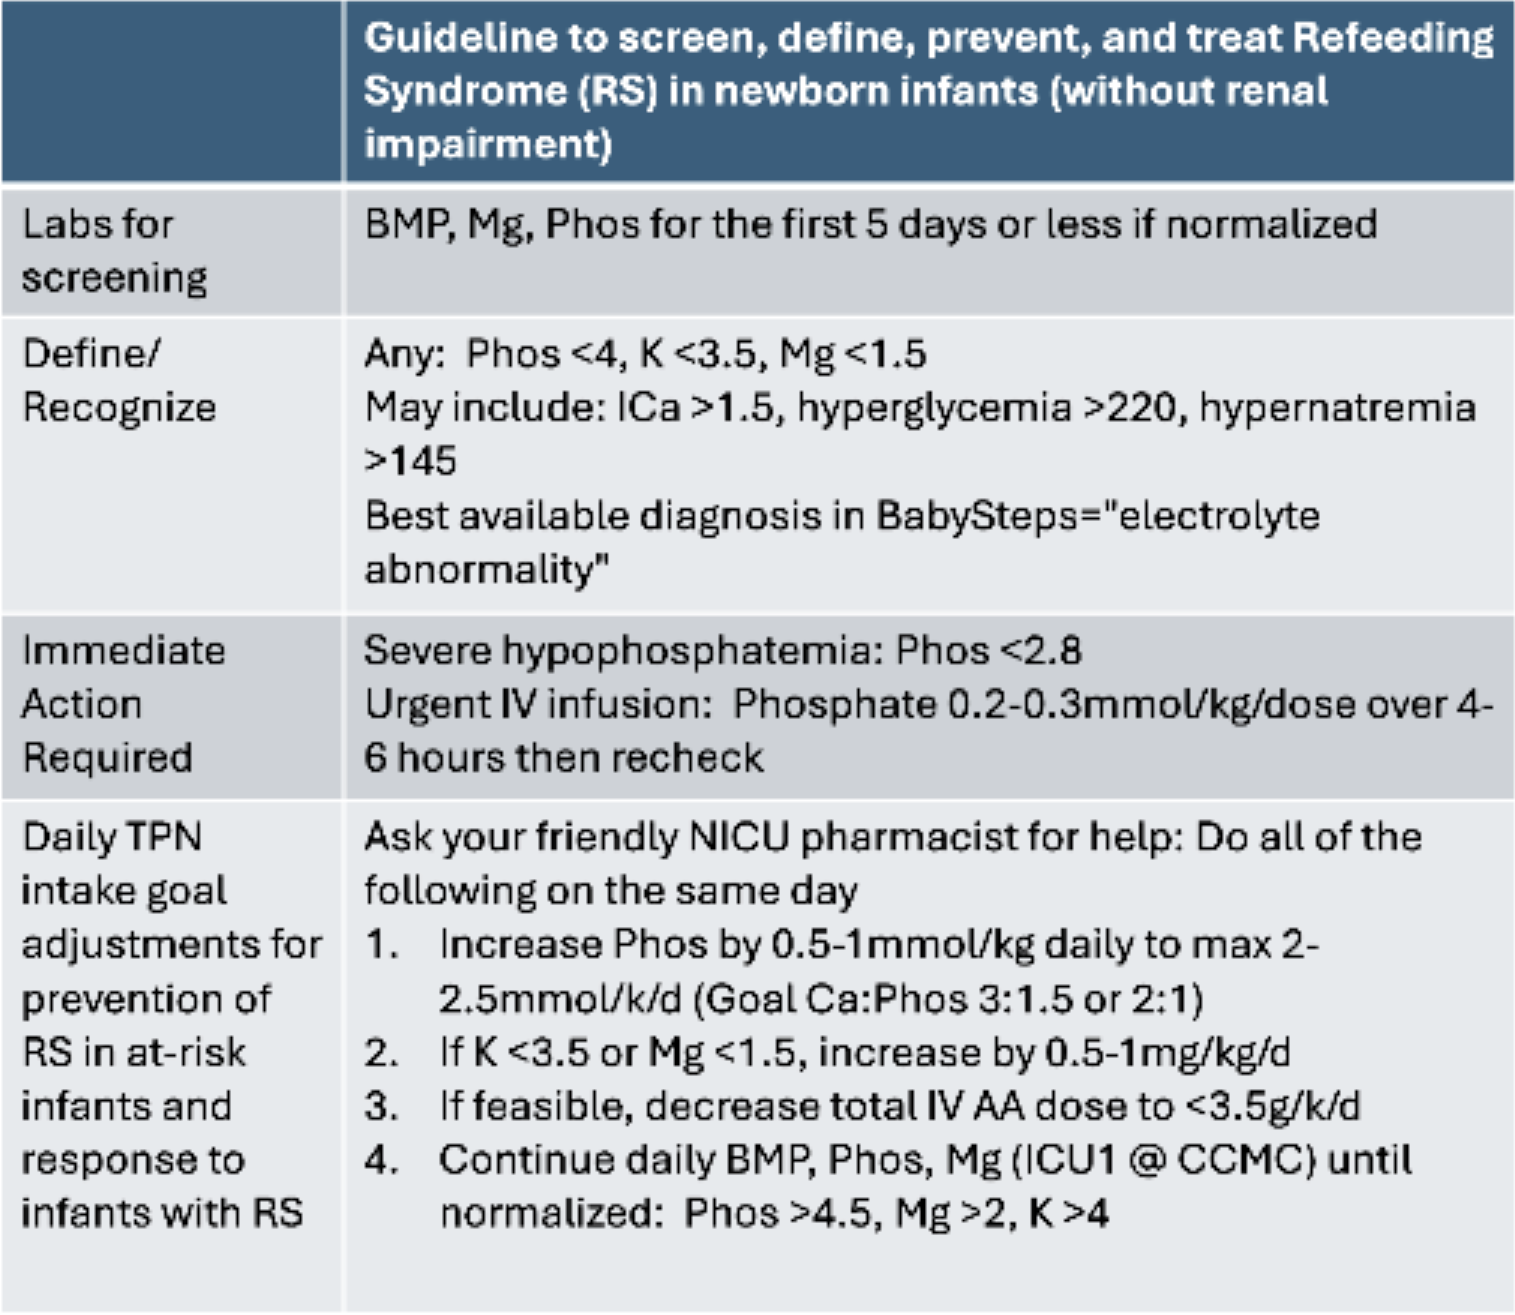 Guideline to screen, define, prevent, and treat Refeeding
Syndrome (RS) in newborn infants (without renal
impairment)
Labs for
screening
BMP, Mg, Phos for the first 5 days or less if normalized
Define/
Recognize
Any:  Phos <4, K <3.5, Mg <1.5
May include: ICa >1.5, hyperglycemia >220, hypernatremia
>145
Best available diagnosis in BabySteps="electrolyte
abnormality"
Immediate
Action
Required
Severe hypophosphatemia: Phos <2.8
Urgent IV infusion:  Phosphate 0.2-0.3mmol/kg/dose over 4-
6 hours then recheck
Daily TPN
intake goal
adjustments for
prevention of
RS in at-risk
infants and
response to
infants with RS
Ask your friendly NICU pharmacist for help: Do all of the
following on the same day
1. Increase Phos by 0.5-1mmol/kg daily to max 2-
2.5mmol/k/d (Goal Ca:Phos 3:1.5 or 2:1)
2. If K <3.5 or Mg <1.5, increase by 0.5-1mg/kg/d
3. If feasible, decrease total IV AA dose to <3.5g/k/d
4. Continue daily BMP, Phos, Mg (ICU1 @ CCMC) until
normalized:  Phos >4.5, Mg >2, K >4